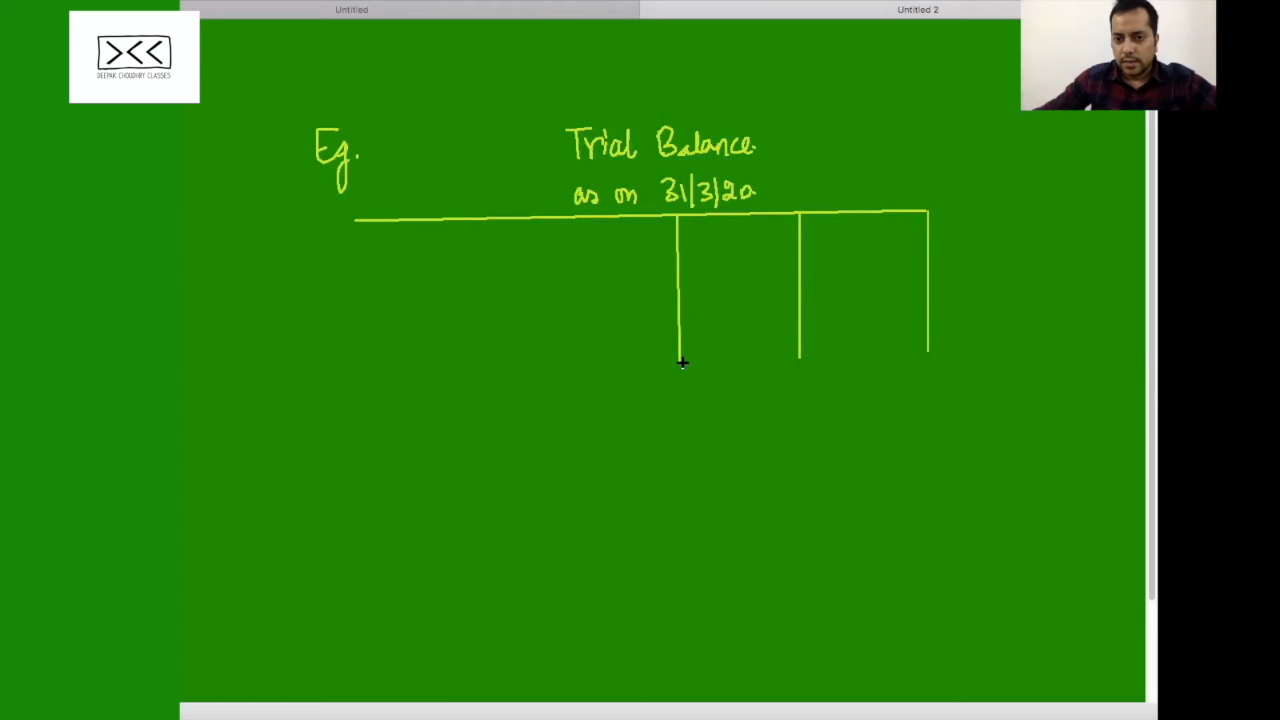 Untitled
Untitled 2
DEEPAK CHOUDHRY CLASSES
Eg. Trial Balance
as on 31/3/20